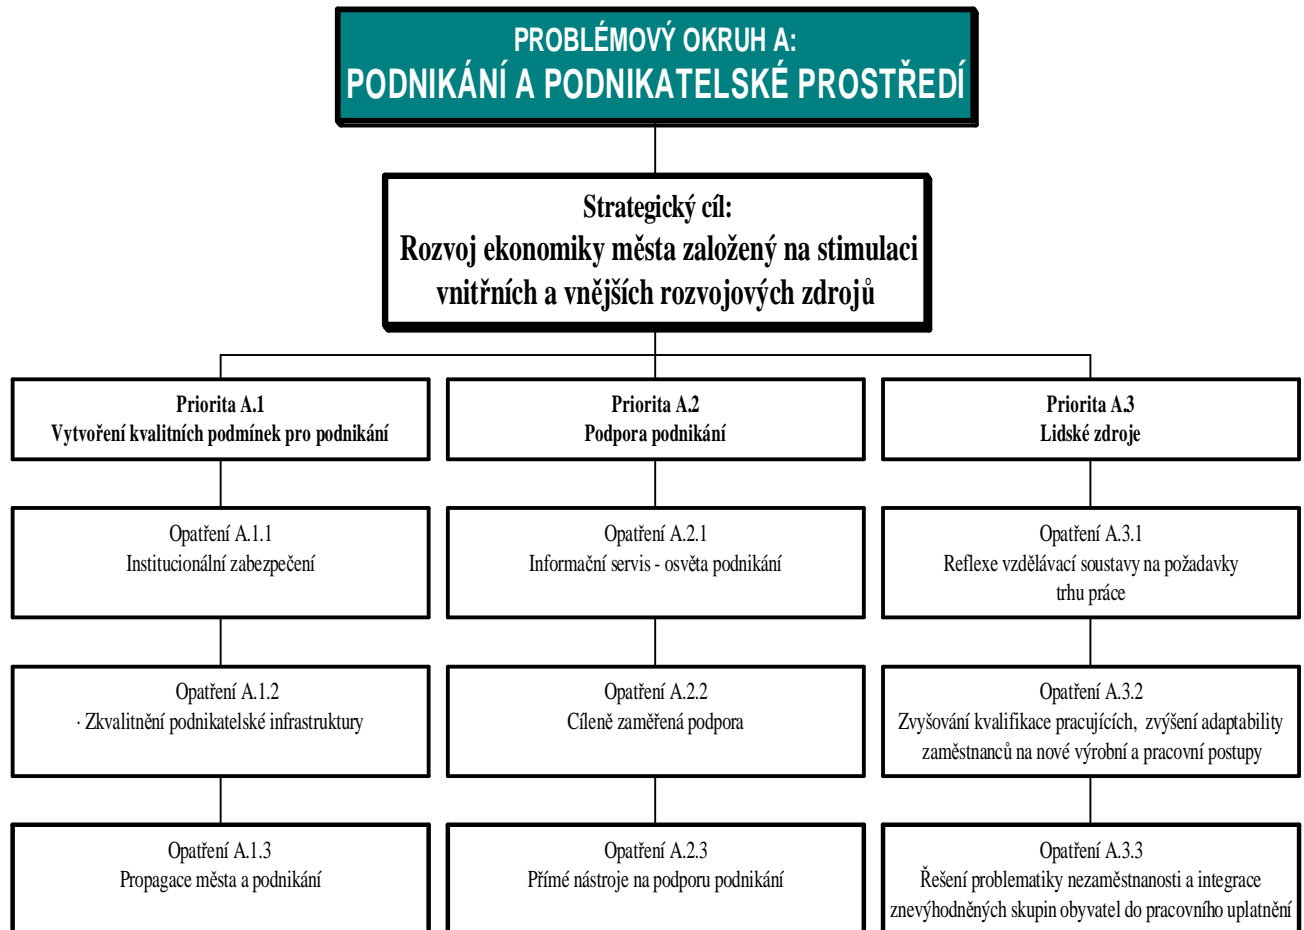 PROBLÉMOVÝ OKRUH A:
PODNIKÁNÍ A PODNIKATELSKÉ PROSTŘEDÍ
Strategický cíl:
Rozvoj ekonomiky města založený na stimulaci
vnitřních a vnějších rozvojových zdrojů
Priorita A.1
Vytvoření kvalitních podmínek pro podnikání
Priorita A.2
Podpora podnikání
Priorita A.3
Lidské zdroje
Opatření A.1.1
Institucionální zabezpečení
Opatření A.2.1
Informační servis - osvěta podnikání
Opatření A.3.1
Reflexe vzdělávací soustavy na požadavky
trhu práce
Opatření A.1.2
· Zkvalitnění podnikatelské infrastruktury
Opatření A.2.2
Cíleně zaměřená podpora
Opatření A.3.2
Zvyšování kvalifikace pracujících, zvýšení adaptability
zaměstnanců na nové výrobní a pracovní postupy
Opatření A.1.3
Propagace města a podnikání
Opatření A.2.3
Přímé nástroje na podporu podnikání
Opatření A.3.3
Řešení problematiky nezaměstnanosti a integrace
znevýhodněných skupin obyvatel do pracovního uplatnění